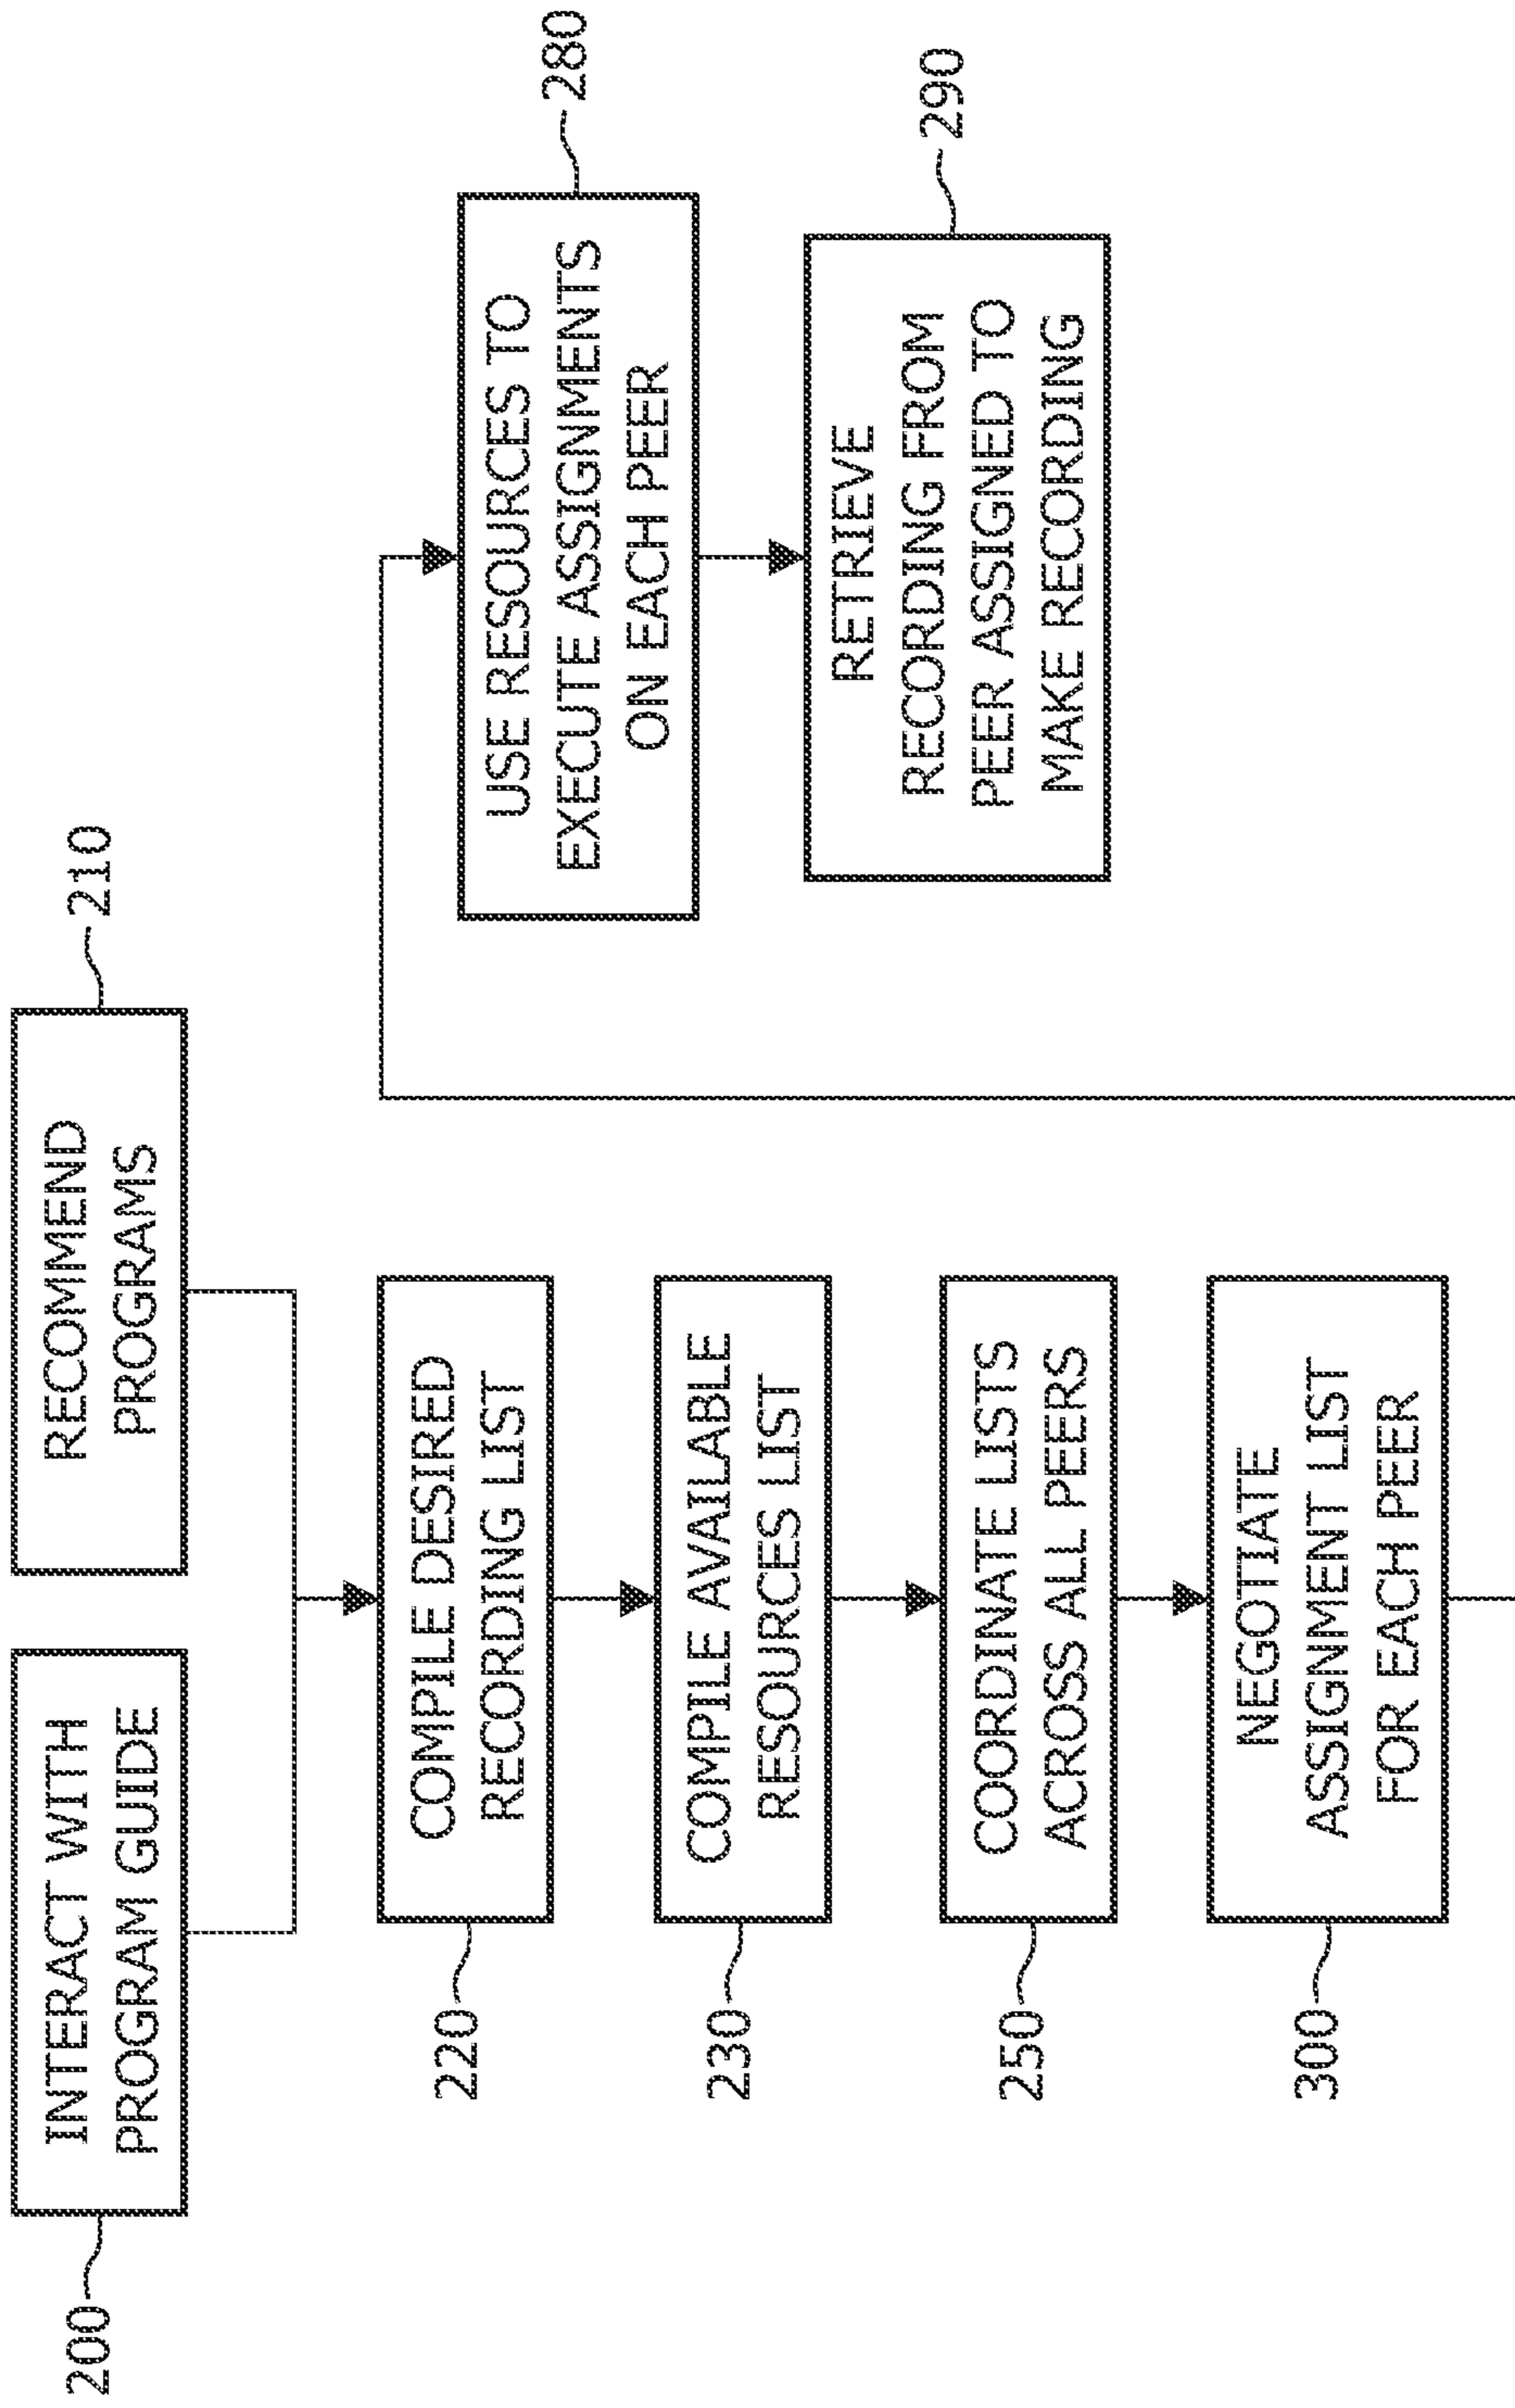 200
INTERACT WITH
PROGRAM GUIDE
RECOMMEND
PROGRAMS
210
220
COMPILE DESIRED
RECORDING LIST
230
COMPILE AVAILABLE
RESOURCES LIST
250
COORDINATE LISTS
ACROSS ALL PEERS
300
NEGOTIATE
ASSIGNMENT LIST
FOR EACH PEER
USE RESOURCES TO
EXECUTE ASSIGNMENTS
ON EACH PEER
280
RETRIEVE
RECORDING FROM
PEER ASSIGNED TO
MAKE RECORDING
290